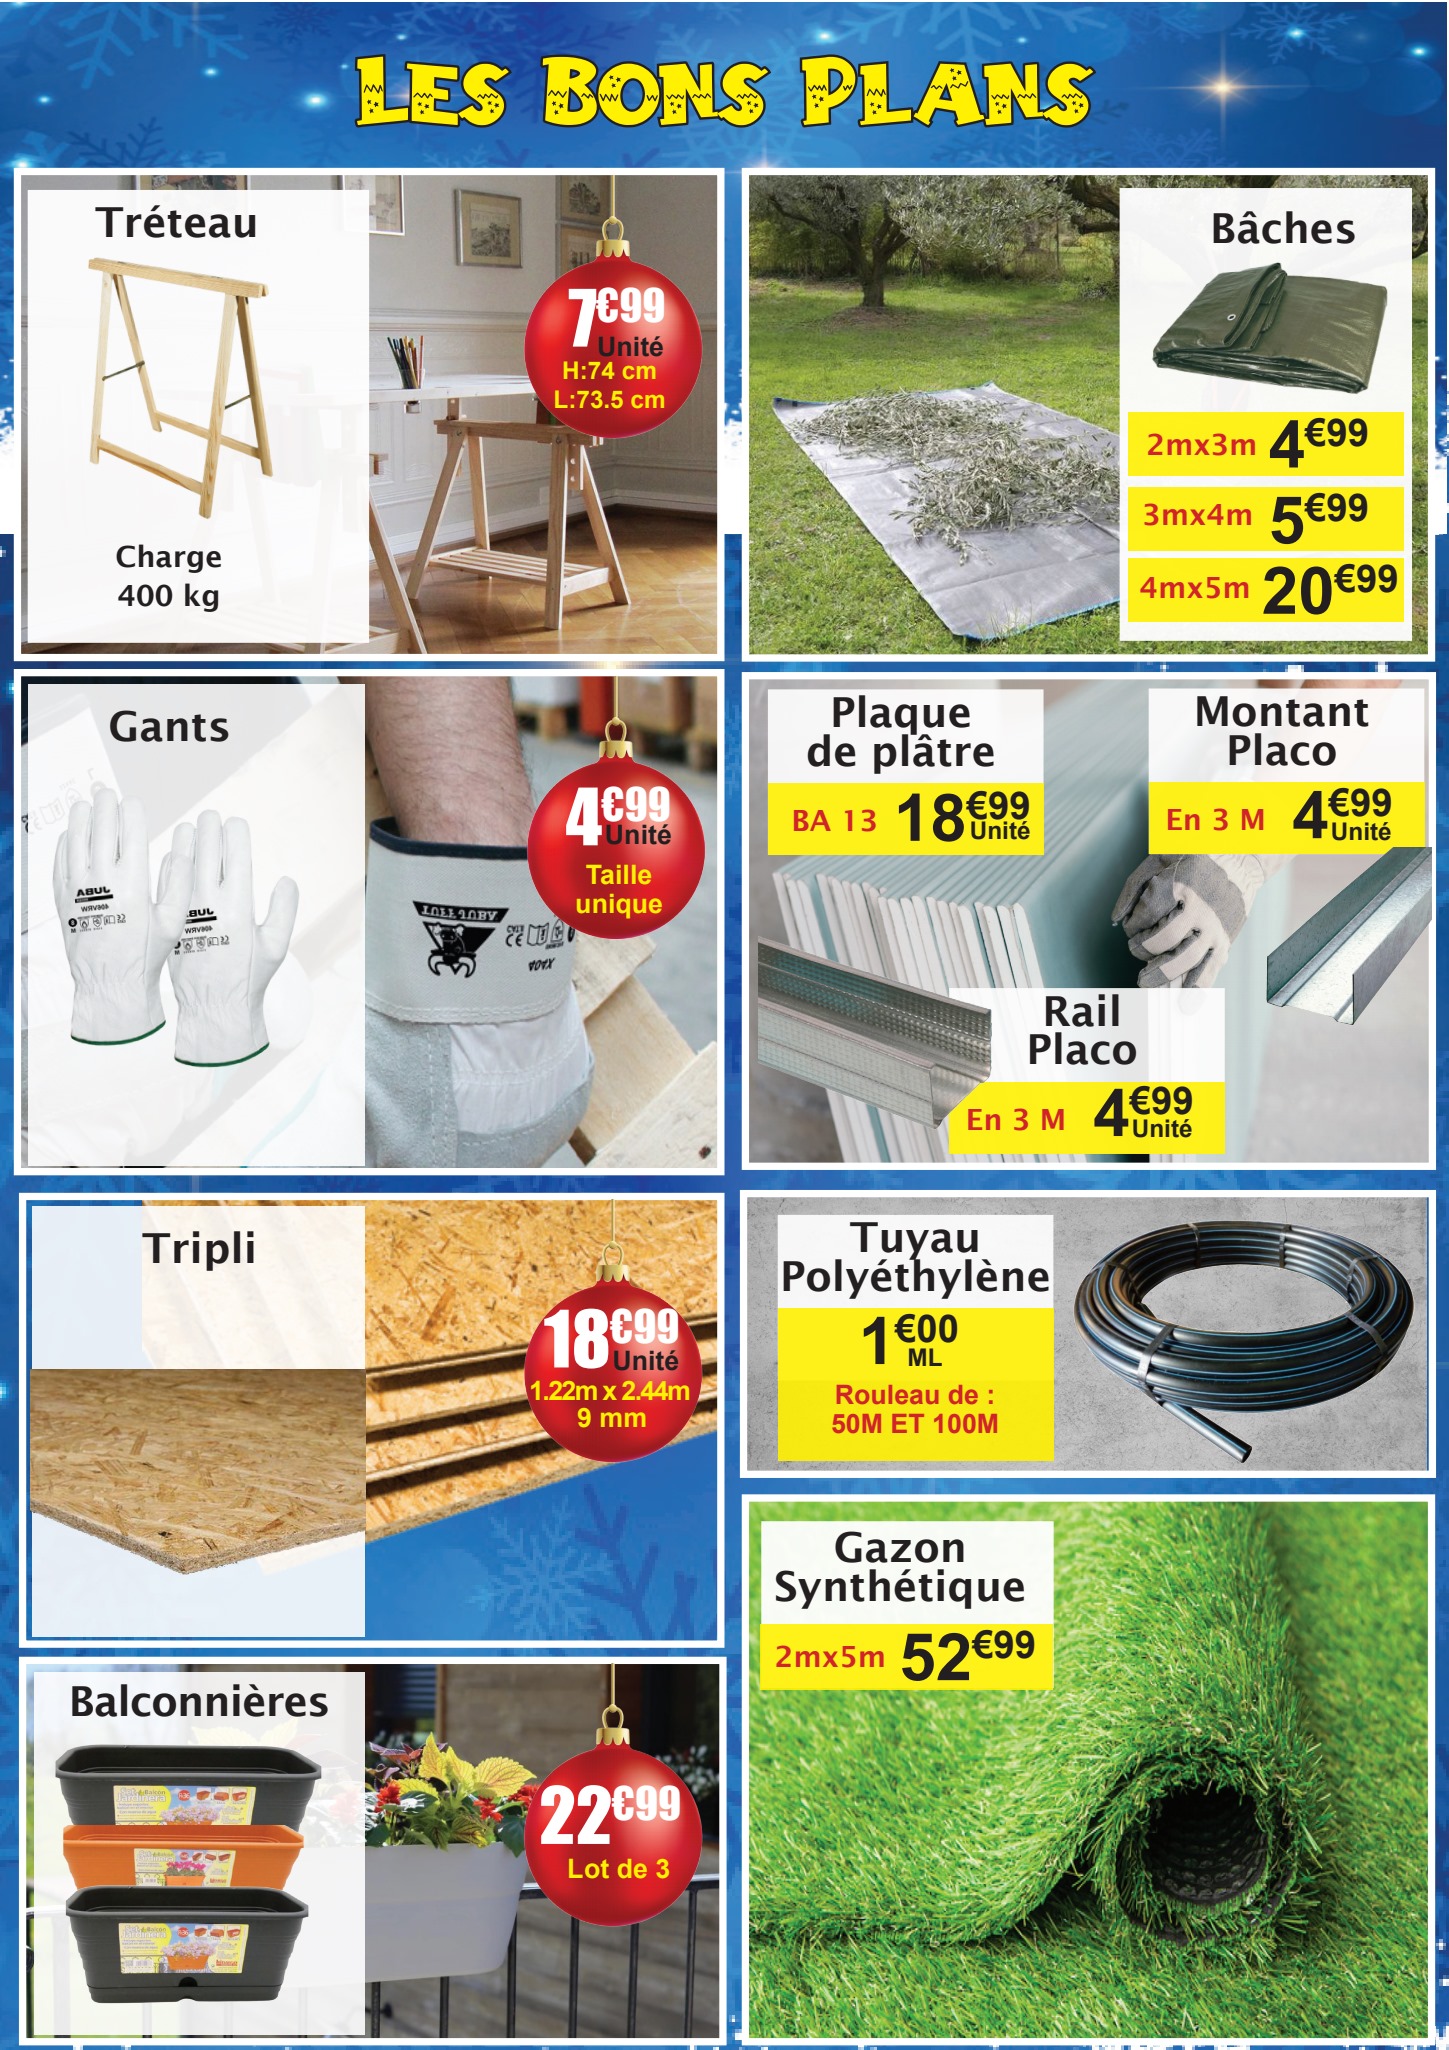 LES BONS PLANS
Tréteau
7€99
Unité
H:74 cm
L:73.5 cm
Charge
400 kg
Bâches
2mx3m 4€99
3mx4m 5€99
4mx5m 20€99
Gants
4€99
Unité
Taille
unique
Plaque
de plâtre
BA 13 18€99
Unité
Montant
Placo
En 3 M 4€99
Unité
Rail
Placo
En 3 M 4€99
Unité
Tripli
18€99
Unité
1.22m x 2.44m
9 mm
Tuyau
Polyéthylène
1€00
ML
Rouleau de :
50M ET 100M
Gazon
Synthétique
2mx5m 52€99
Balconnières
22€99
Lot de 3